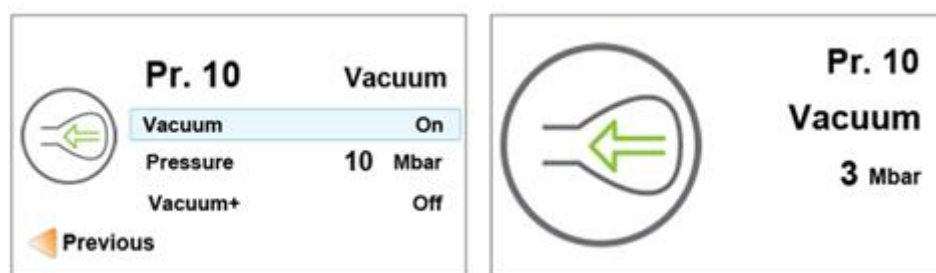 Pr. 10 Vacuum
Vacuum On
Pressure 10 Mbar
Vacuum+ Off
Previous
Pr. 10
Vacuum
3 Mbar